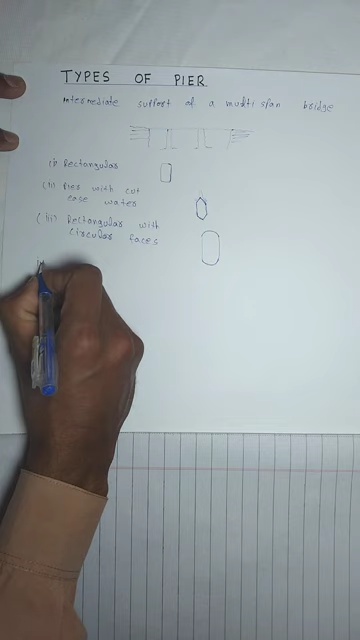 TYPES OF PIER
Intermediate suffort of a multi span bridge
(i) Rectangular
(ii) Pier with cut
ease water
(iii) Rectangular with
Circular faces